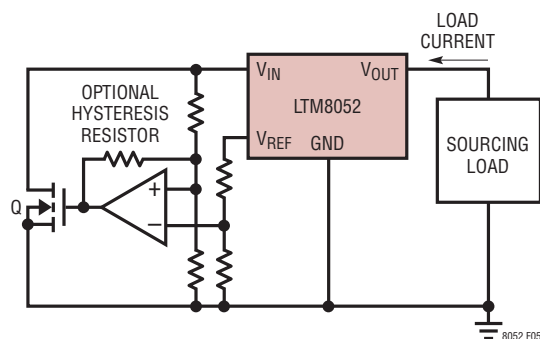 LOAD
CURRENT
OPTIONAL
HYSTERESIS
RESISTOR
VIN
VOUT
LTM8052
VREF
GND
SOURCING
LOAD
Q
+
−
8052 F05